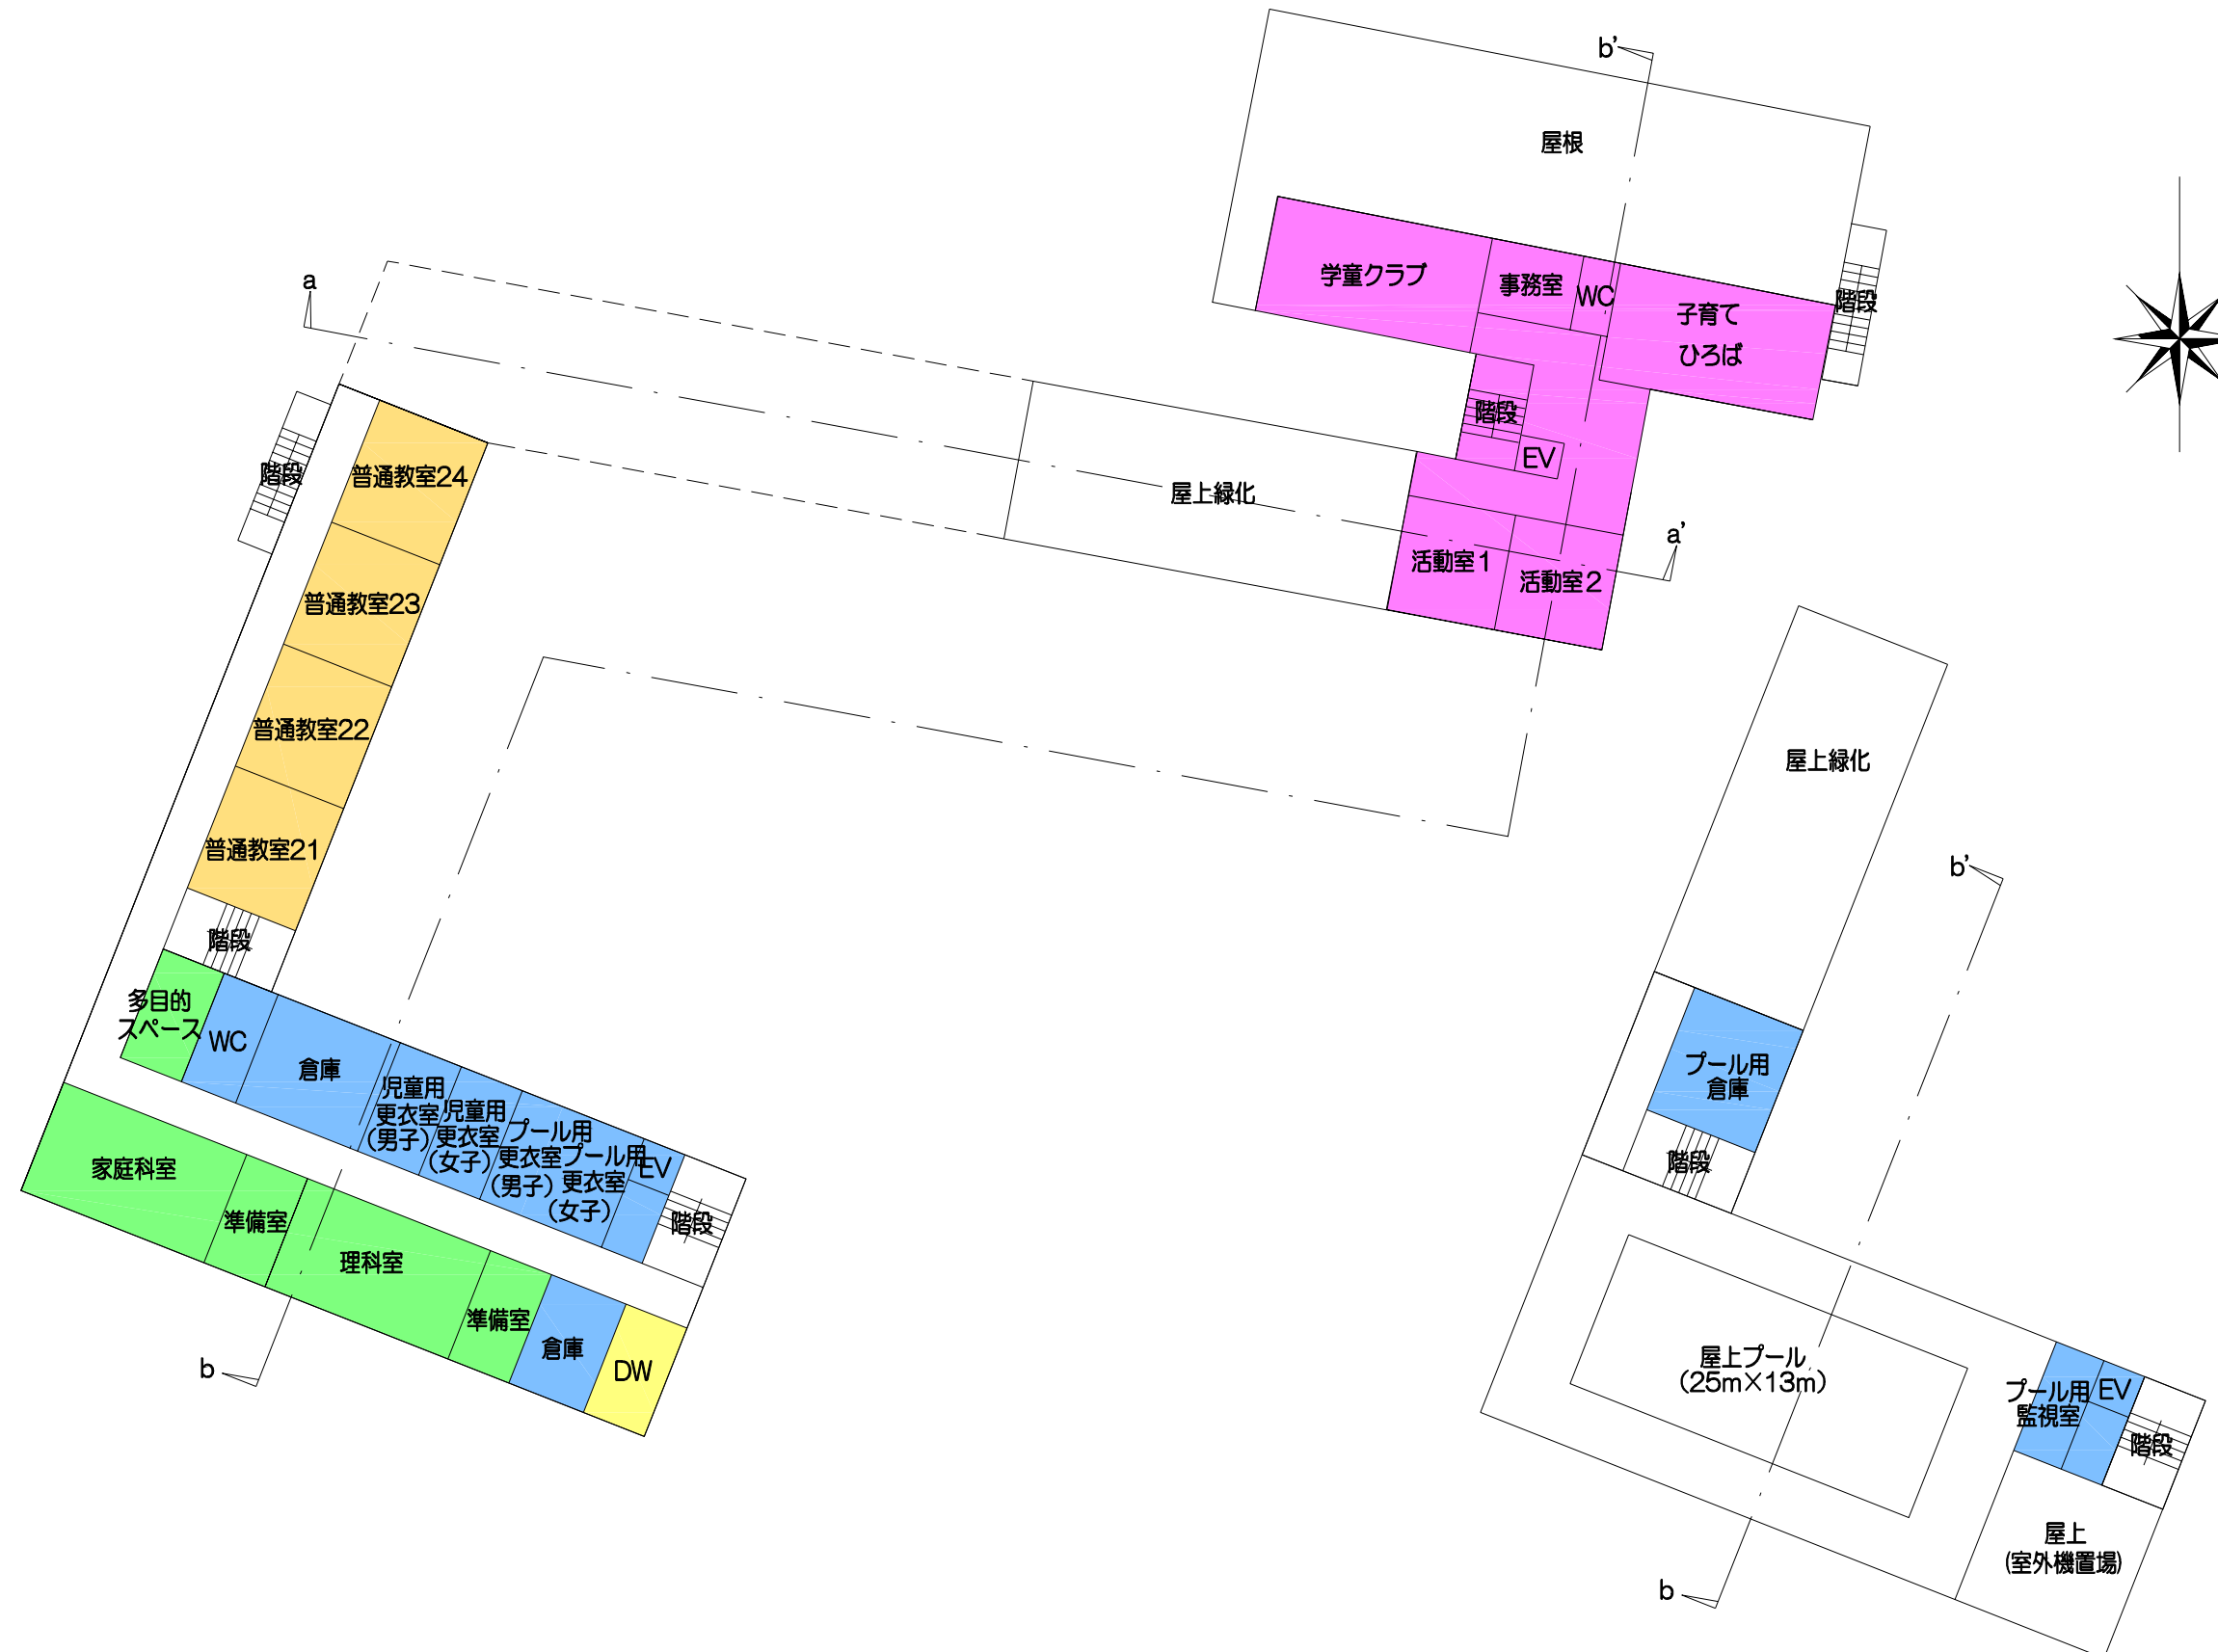 b’
屋根
a
学童クラブ
事務室
WC
子育て
ひろば
階段
階段
EV
階段
普通教室24
屋上緑化
a’
活動室1
活動室2
普通教室23
普通教室22
屋上緑化
普通教室21
b’
階段
多目的
スペース
WC
倉庫
児童用
更衣室
(男子)
児童用
更衣室
(女子)
プール用
更衣室
(男子)
プール用
更衣室
(女子)
EV
階段
プール用
倉庫
階段
家庭科室
準備室
理科室
準備室
倉庫
DW
b
屋上プール
(25m×13m)
プール用
監視室
EV
階段
屋上
(室外機置場)
b